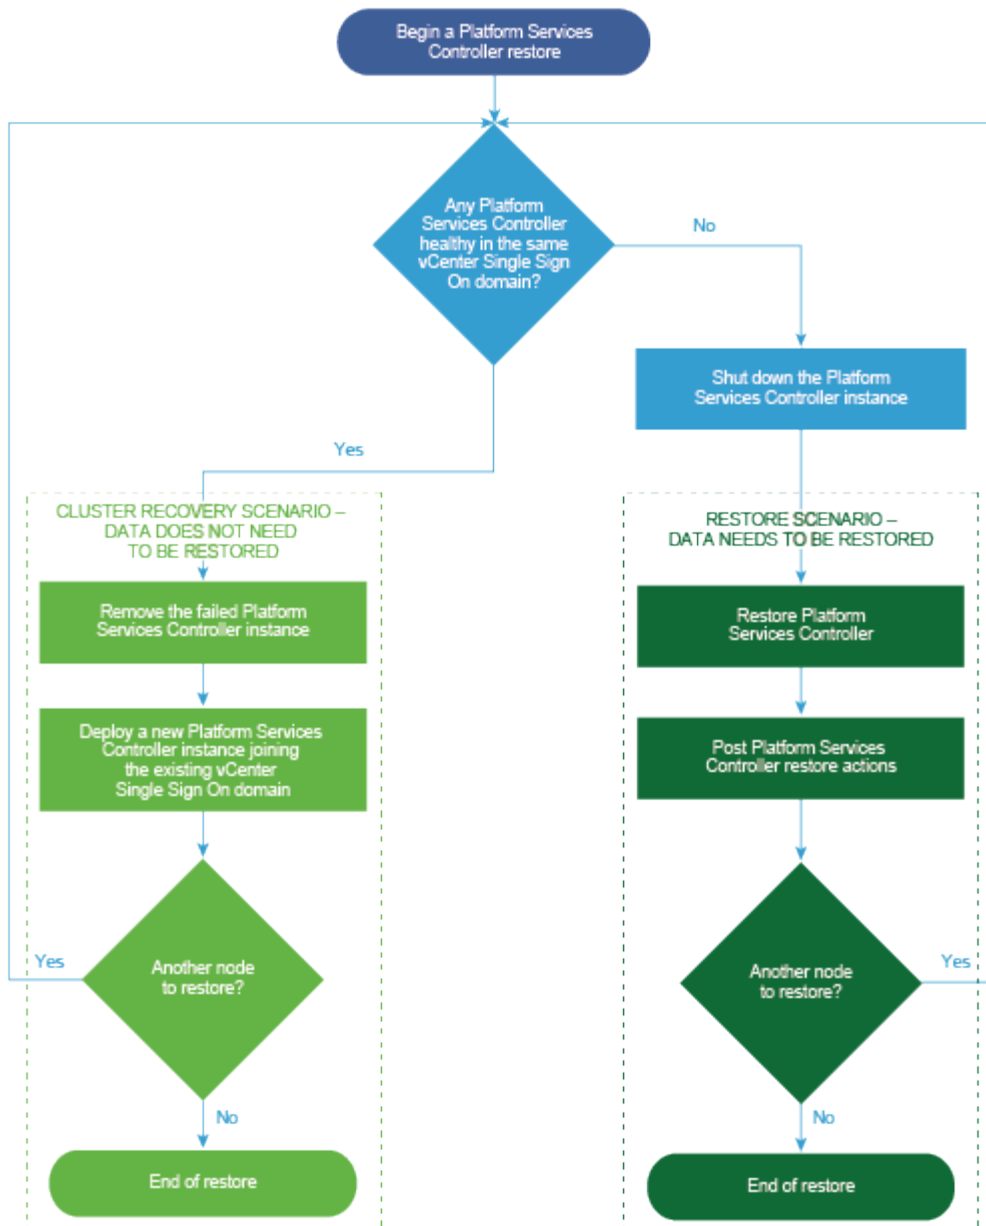 Begin a Platform Services
Controller restore
Any Platform
Services Controller
healthy in the same
vCenter Single Sign
On domain?
No
Shut down the Platform
Services Controller instance
Yes
CLUSTER RECOVERY SCENARIO –
DATA DOES NOT NEED
TO BE RESTORED
Remove the failed Platform
Services Controller instance
Deploy a new Platform Services
Controller instance joining
the existing vCenter
Single Sign On domain
Another node
to restore?
Yes
No
End of restore
RESTORE SCENARIO –
DATA NEEDS TO BE RESTORED
Restore Platform
Services Controller
Post Platform Services
Controller restore actions
Another node
to restore?
Yes
No
End of restore